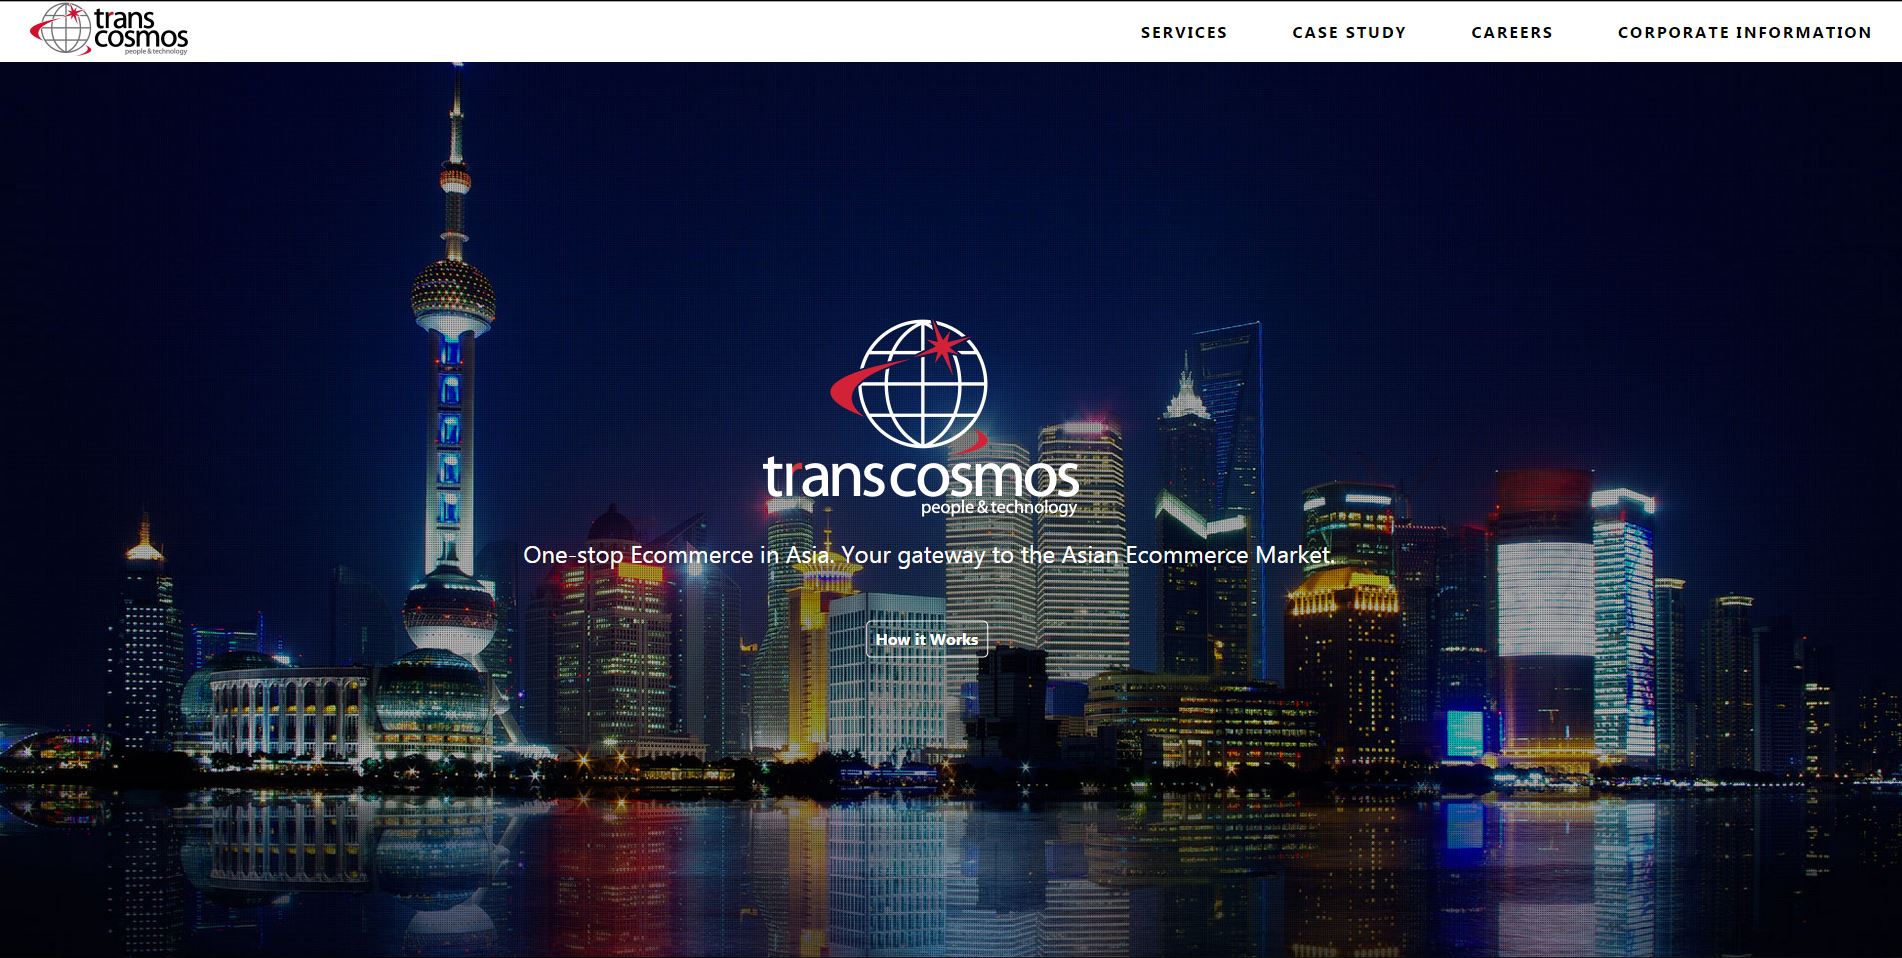 trans
cosmos
people & technology
SERVICES
CASE STUDY
CAREERS
CORPORATE INFORMATION
transcosmos
people & technology
One-stop Ecommerce in Asia. Your gateway to the Asian Ecommerce Market.
How it Works